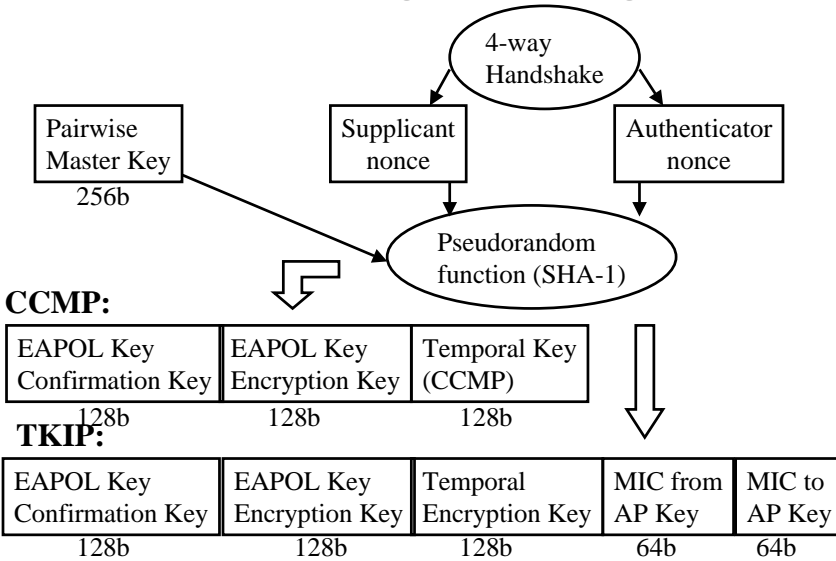 4-way
Handshake
Pairwise
Master Key
256b
Supplicant
nonce
Authenticator
nonce
Pseudorandom
function (SHA-1)
CCMP:
EAPOL Key
Confirmation Key
128b
EAPOL Key
Encryption Key
128b
Temporal Key
(CCMP)
128b
TKIP:
EAPOL Key
Confirmation Key
128b
EAPOL Key
Encryption Key
128b
Temporal
Encryption Key
128b
MIC from
AP Key
64b
MIC to
AP Key
64b